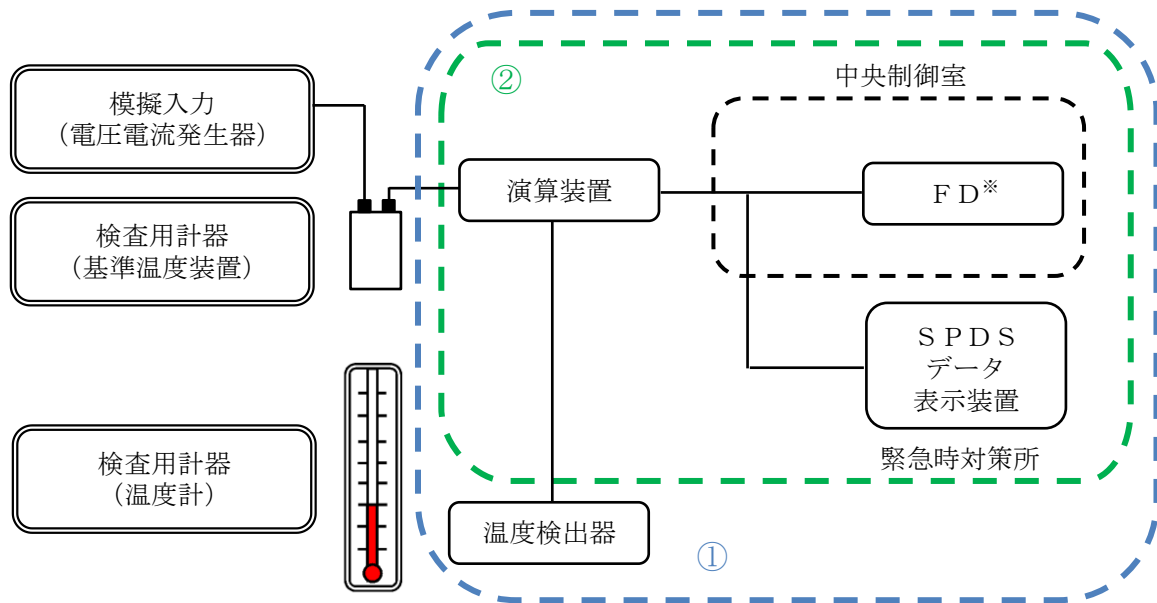 模擬入力
（電圧電流発生器）
検査用計器
（基準温度装置）
検査用計器
（温度計）
②
中央制御室
演算装置
ＦＤ※
ＳＰＤＳ
データ
表示装置
緊急時対策所
温度検出器
①